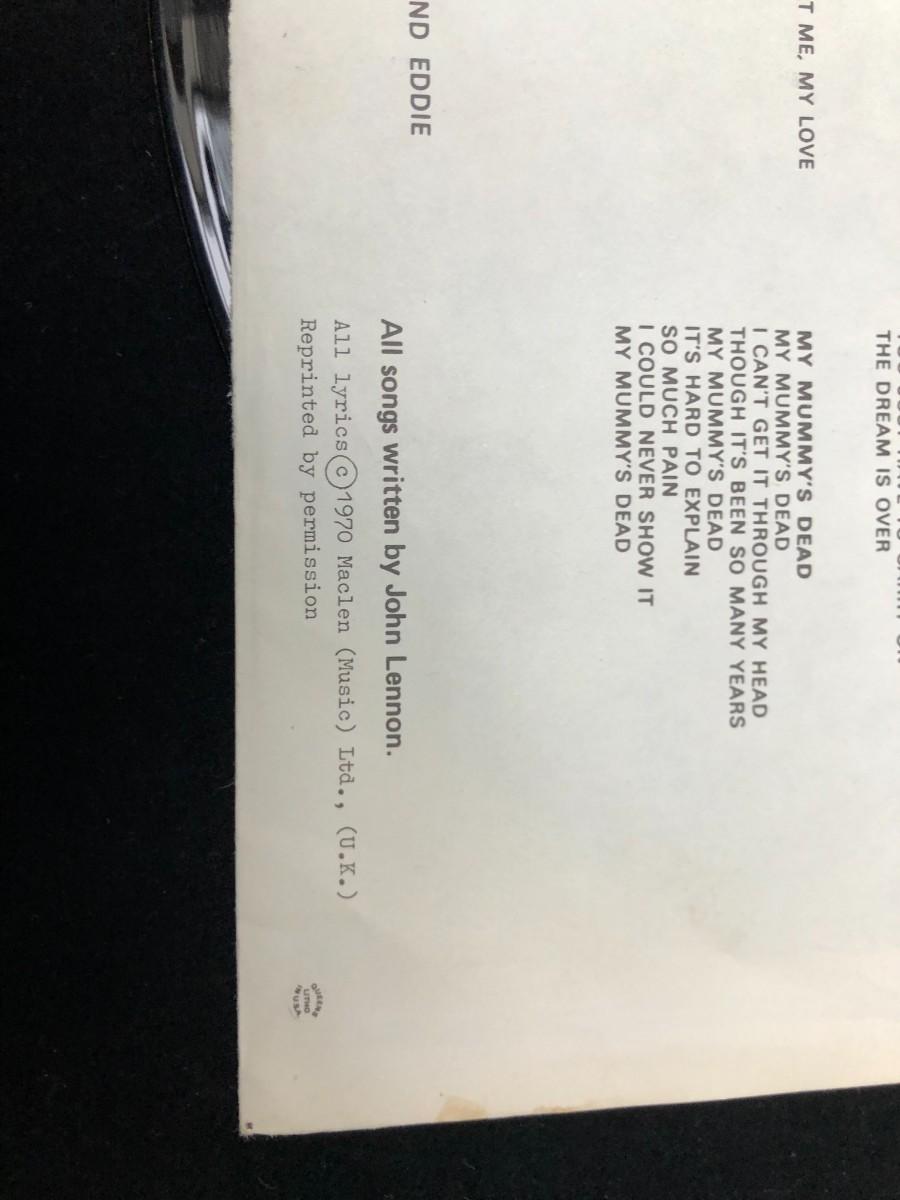 THE DREAM IS OVER
T ME, MY LOVE
MY MUMMY'S DEAD
MY MUMMY'S DEAD
I CAN'T GET IT THROUGH MY HEAD
THOUGH IT'S BEEN SO MANY YEARS
MY MUMMY'S DEAD
IT'S HARD TO EXPLAIN
SO MUCH PAIN
I COULD NEVER SHOW IT
MY MUMMY'S DEAD
ND EDDIE
All songs written by John Lennon.
All lyrics ©1970 Maclen (Music) Ltd., (U.K.)
Reprinted by permission
QUEENS
LITHO
IN U.S.A.